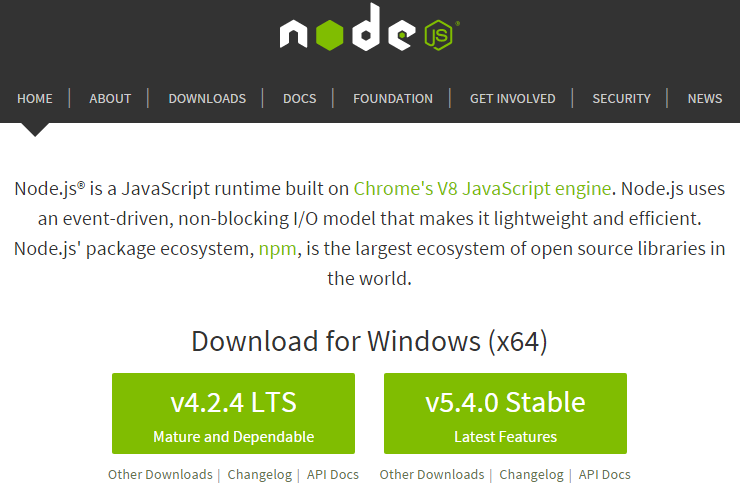 node JS ®
HOME | ABOUT | DOWNLOADS | DOCS | FOUNDATION | GET INVOLVED | SECURITY | NEWS
Node.js® is a JavaScript runtime built on Chrome's V8 JavaScript engine. Node.js uses
an event-driven, non-blocking I/O model that makes it lightweight and efficient.
Node.js' package ecosystem, npm, is the largest ecosystem of open source libraries in
the world.
Download for Windows (x64)
v4.2.4 LTS
Mature and Dependable
v5.4.0 Stable
Latest Features
Other Downloads | Changelog | API Docs
Other Downloads | Changelog | API Docs